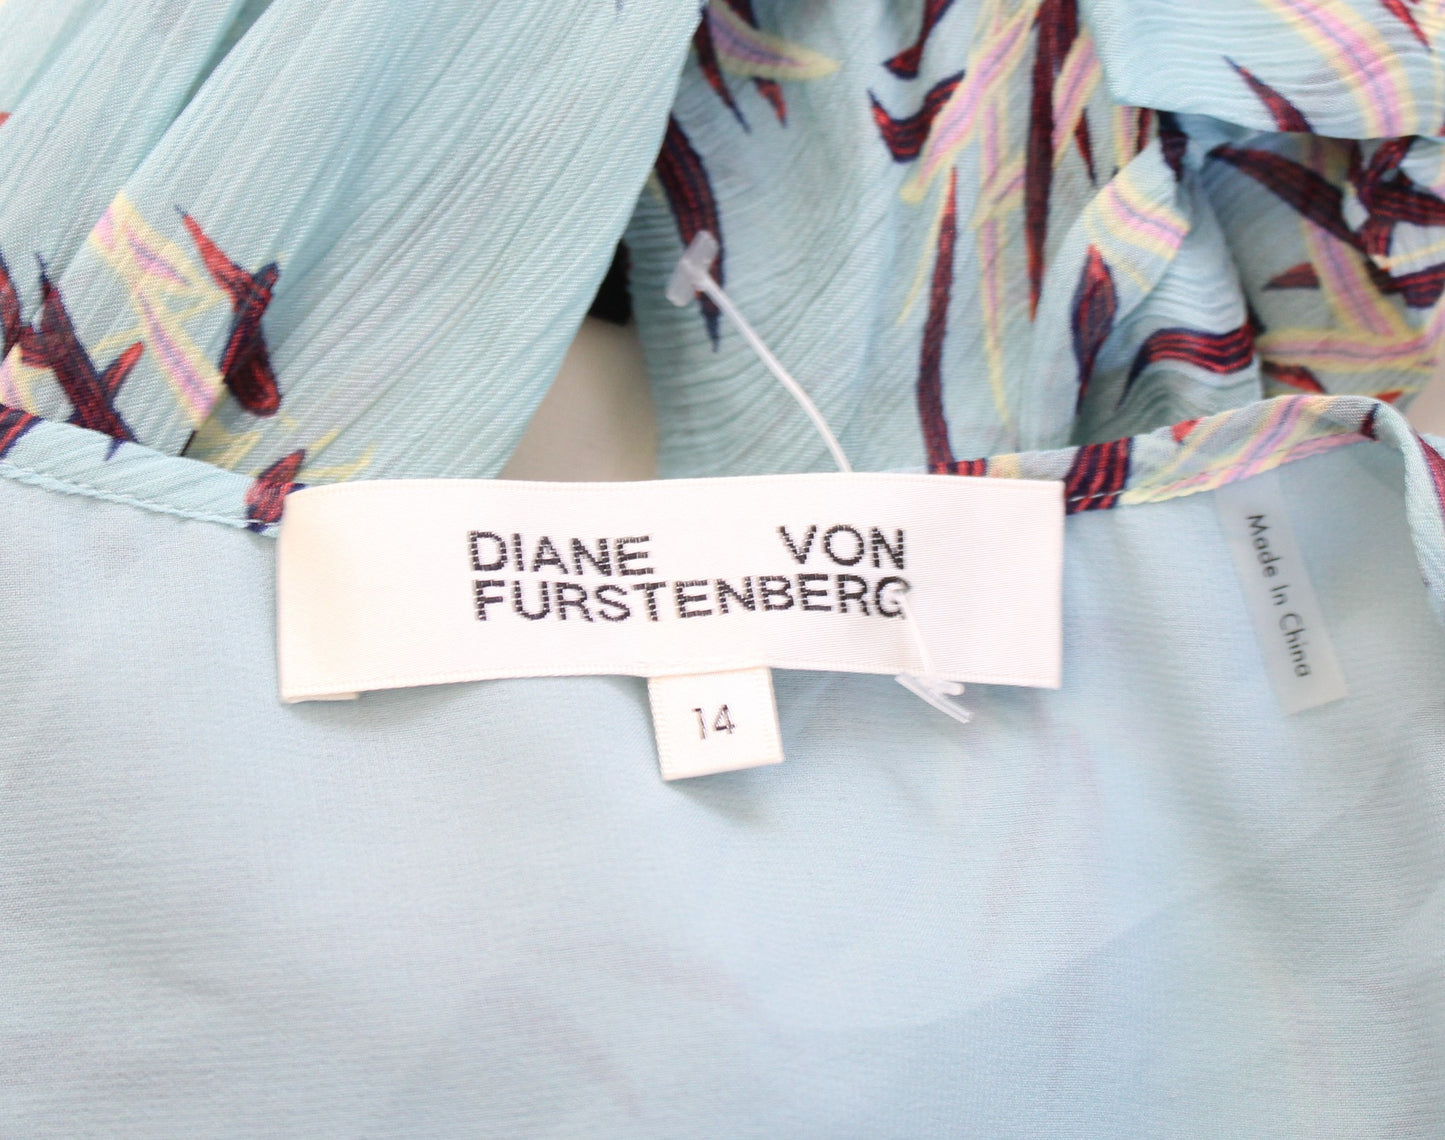 DIANE VON
FURSTENBERG
14
Made In China